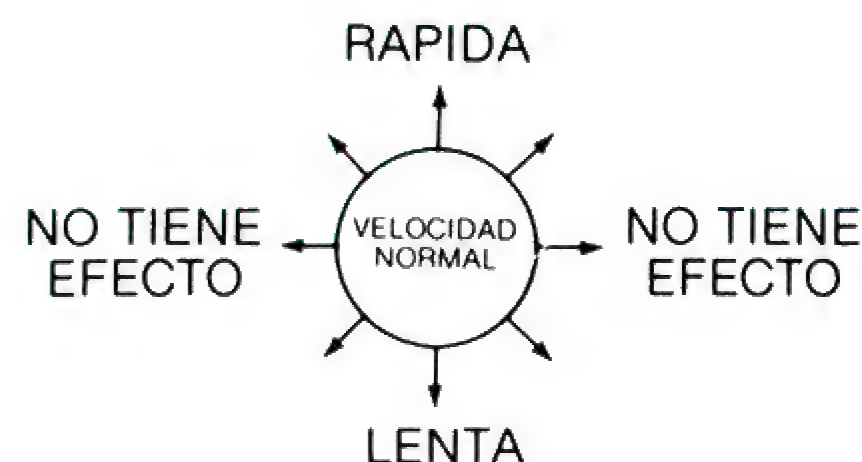 RAPIDA
NO TIENE
EFECTO
VELOCIDAD
NORMAL
NO TIENE
EFECTO
LENTA